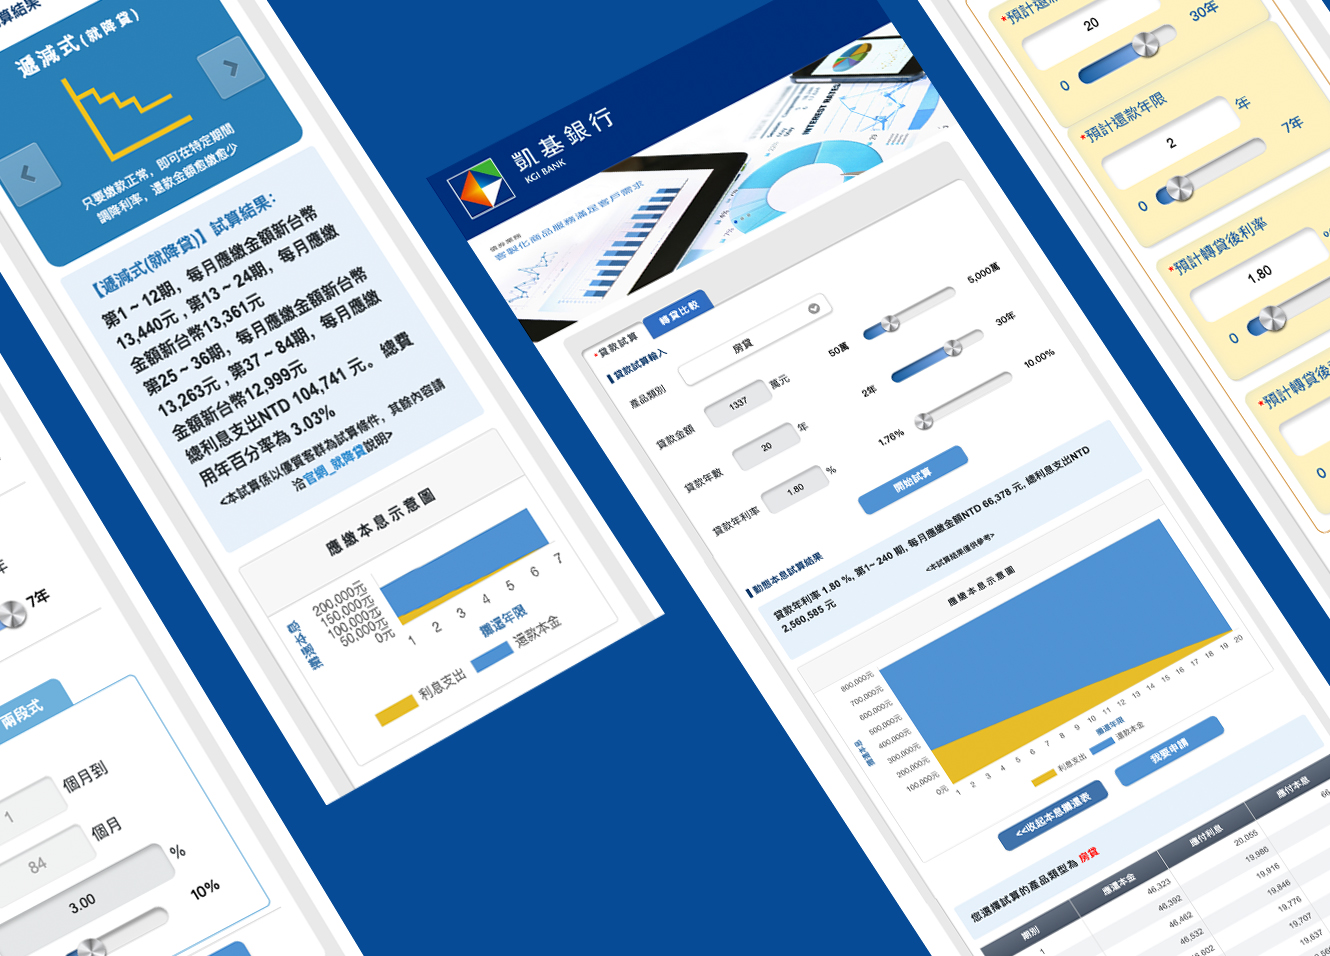 算結果
遞減式(就降貸)
只要繳款正常，即可在特定期間
調降利率，還款金額愈繳愈少
【遞減式(就降貸)】試算結果：
第1 ~ 12期，每月應繳金額新台幣
13,440元，第13 ~ 24期，每月應繳
金額新台幣13,361元
第25 ~ 36期，每月應繳金額新台幣
13,263元，第37 ~ 84期，每月應繳
金額新台幣12,999元
總利息支出NTD 104,741 元。 總費
用年百分率為 3.03%
<本試算係以優質客群為試算條件，其餘內容請
洽官網_就降貸說明>
應繳本息示意圖
200,000元
150,000元
100,000元
50,000元
0元
1 2 3 4 5 6 7
攤還年限
利息支出
還款本金
年
7年
兩段式
1
個月到
84
個月
3.00
%
10%
凱基銀行
KGI BANK
債券業務
客製化商品服務滿足客戶需求
INTEREST RATES
*貸款試算
轉貸比較
貸款試算輸入
產品類別
房貸
貸款金額
1337
萬元
50萬
5,000萬
貸款年數
20
年
2年
30年
貸款年利率
1.80
%
1.76%
10.00%
開始試算
動態本息試算結果
貸款年利率 1.80 %, 第1~ 240 期, 每月應繳金額NTD 66,378 元, 總利息支出NTD
2,560,585 元
<本試算結果僅供參考>
應繳本息示意圖
800,000元
700,000元
600,000元
500,000元
400,000元
300,000元
200,000元
100,000元
0元
1 2 3 4 5 6 7 8 9 10 11 12 13 14 15 16 17 18 19 20
攤還年限
利息支出
還款本金
<<收起本息攤還表
我要申請
您選擇試算的產品類型為 房貸
期別
應還本金
應付利息
應付本息
1
46,323
20,055
46,392
19,986
46,462
19,916
46,532
19,846
19,776
19,707
19,637
20
0
30年
*預計還款年限
2
年
0
7年
*預計轉貸後利率
1.80
0
*預計轉貸後
0